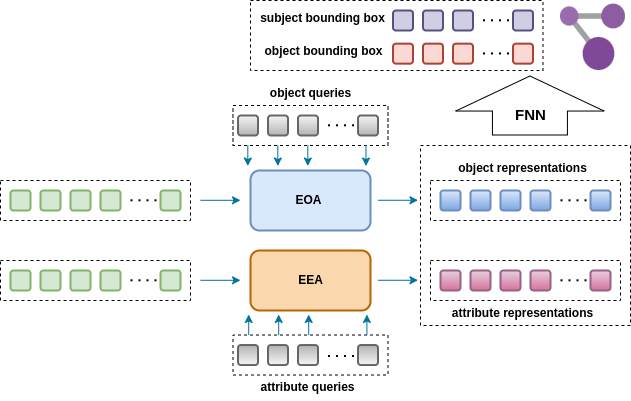 subject bounding box
object bounding box
FNN
object queries
object representations
EOA
EEA
attribute representations
attribute queries